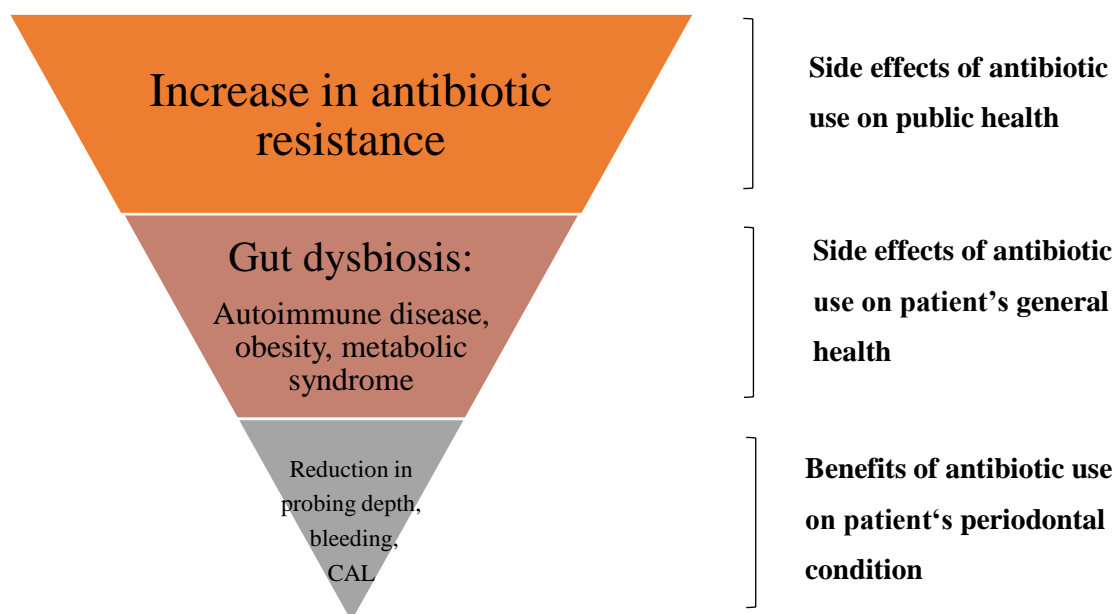 Increase in antibiotic
resistance
Side effects of antibiotic
use on public health
Gut dysbiosis:
Autoimmune disease,
obesity, metabolic
syndrome
Side effects of antibiotic
use on patient’s general
health
Reduction in
probing depth,
bleeding,
CAL
Benefits of antibiotic use
on patient‘s periodontal
condition